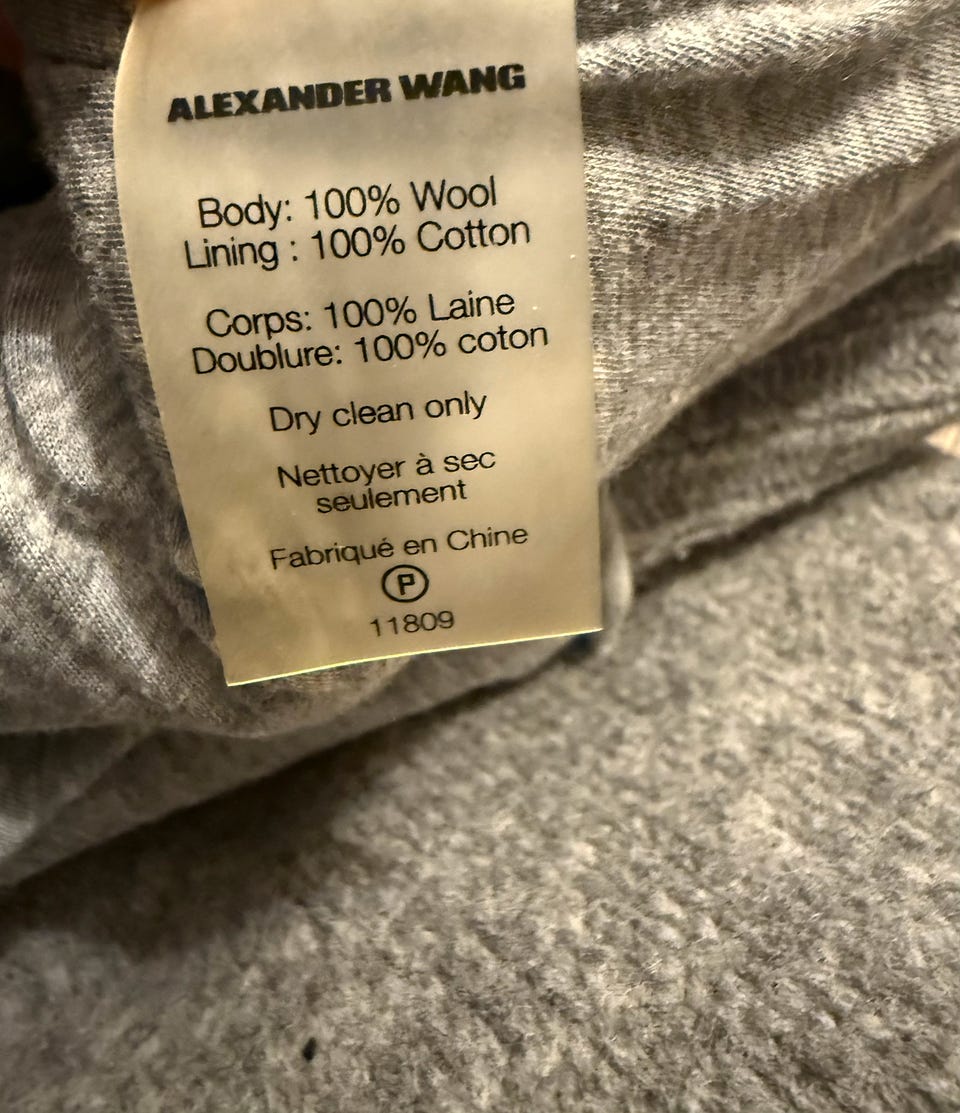 ALEXANDER WANG
Body: 100% Wool
Lining : 100% Cotton
Corps: 100% Laine
Doublure: 100% coton
Dry clean only
Nettoyer à sec
seulement
Fabriqué en Chine
P
11809